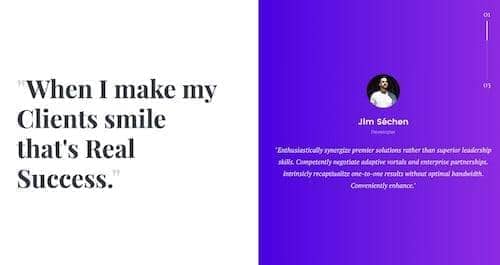 "When I make my
Clients smile
that's Real
Success."
01
03
Jim Séchen
Developer
"Enthusiastically synergize premier solutions rather than superior leadership
skills. Competently negotiate adaptive vortals and enterprise partnerships.
Intrinsicly recaptiualize one-to-one results without optimal bandwidth.
Conveniently enhance."